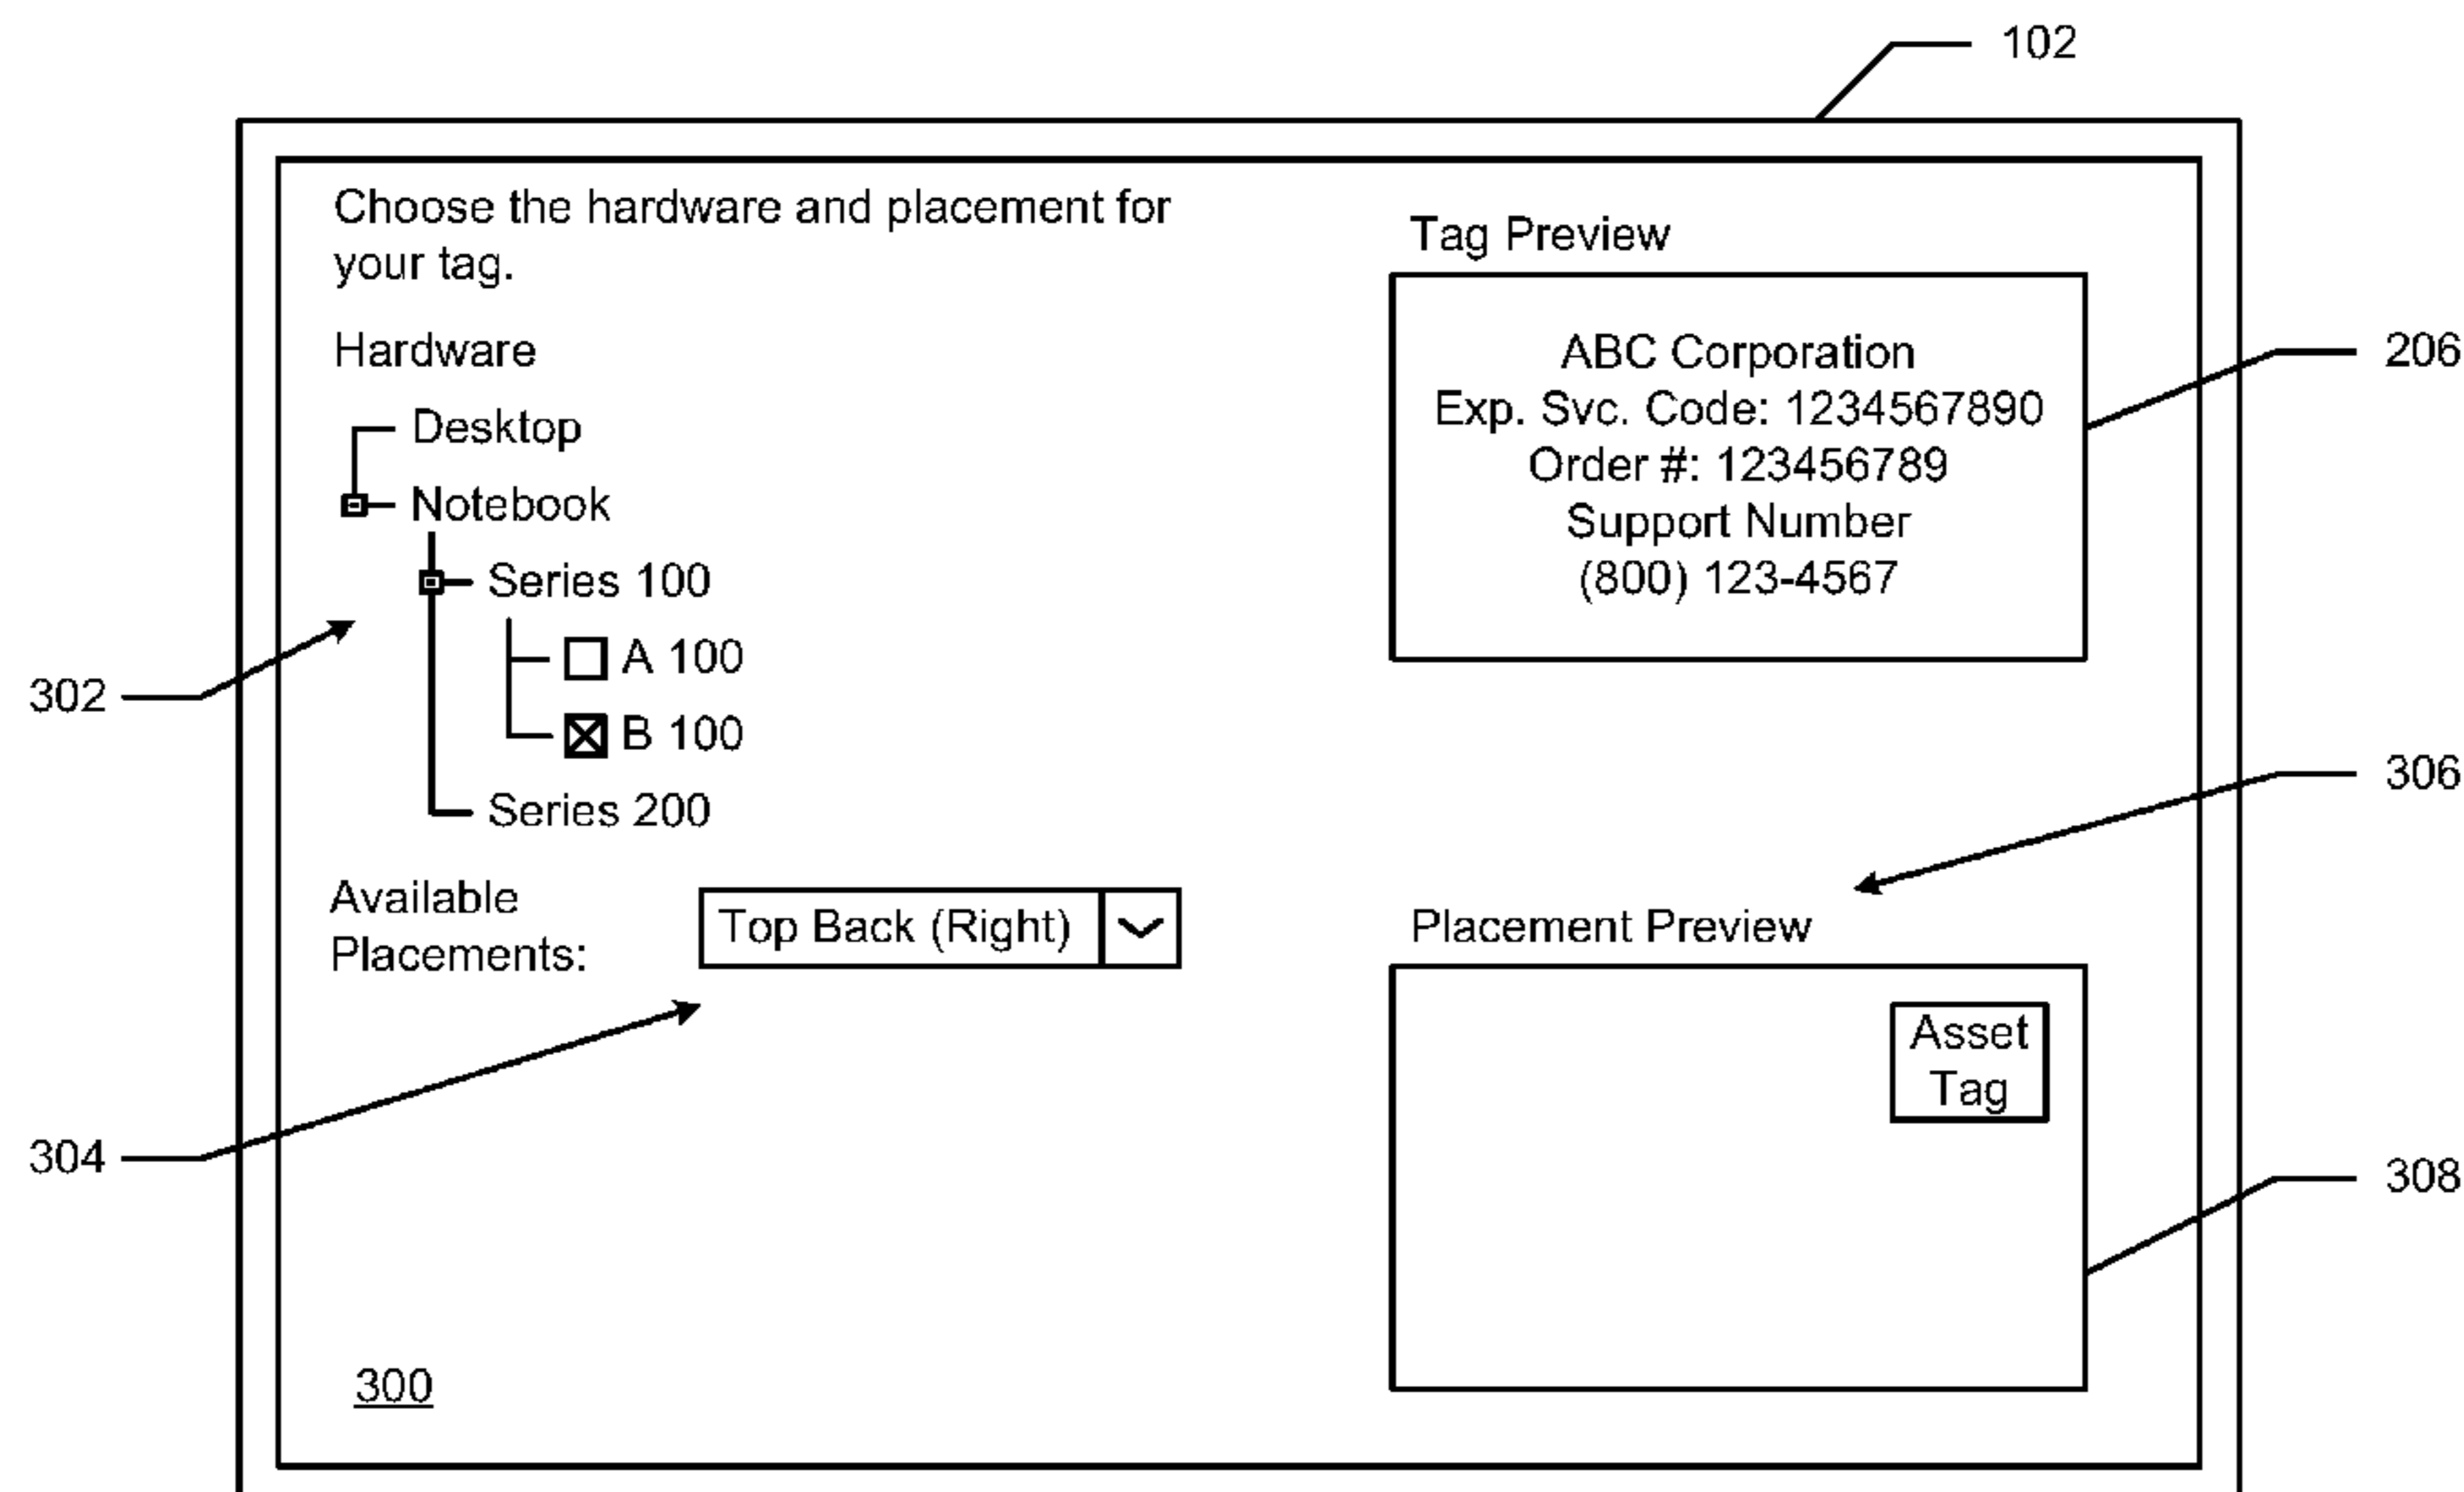 102
Choose the hardware and placement for
your tag.
Hardware
Desktop
Notebook
Series 100
A 100
B 100
Series 200
302
Available
Placements:
Top Back (Right)
304
300
Tag Preview
ABC Corporation
Exp. Svc. Code: 1234567890
Order #: 123456789
Support Number
(800) 123-4567
206
306
Placement Preview
Asset
Tag
308